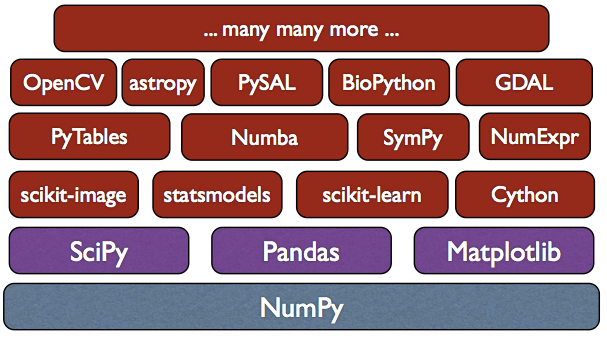 ... many many more ...
OpenCV astropy PySAL BioPython GDAL
PyTables Numba SymPy NumExpr
scikit-image statsmodels scikit-learn Cython
SciPy Pandas Matplotlib
NumPy